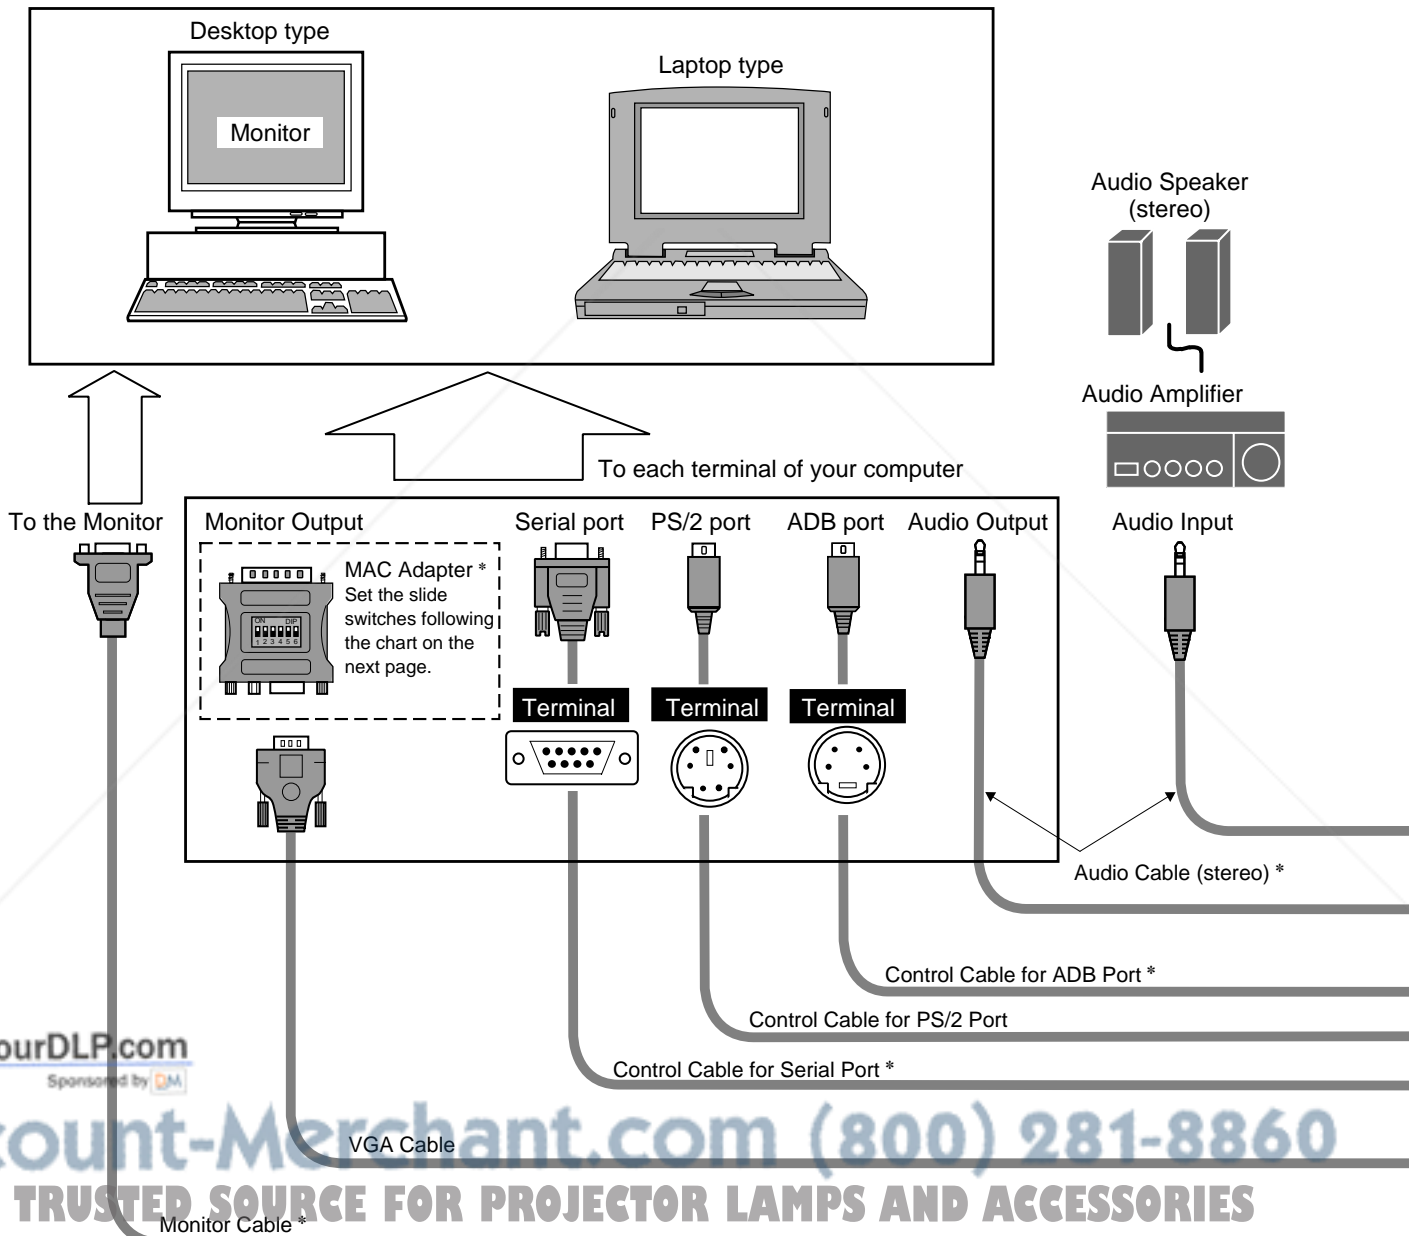 Desktop type
Monitor
Laptop type
Audio Speaker
(stereo)
Audio Amplifier
To each terminal of your computer
To the Monitor
Monitor Output
Serial port
PS/2 port
ADB port
Audio Output
Audio Input
MAC Adapter *
Set the slide
switches following
the chart on the
next page.
ON DIP
1 2 3 4 5 6
Terminal
Terminal
Terminal
Audio Cable (stereo) *
Control Cable for ADB Port *
Control Cable for PS/2 Port
Control Cable for Serial Port *
ourDLP.com
Sponsored by DM
VGA Cable
count-Merchant.com (800) 281-8860
TRUSTED SOURCE FOR PROJECTOR LAMPS AND ACCESSORIES
Monitor Cable *